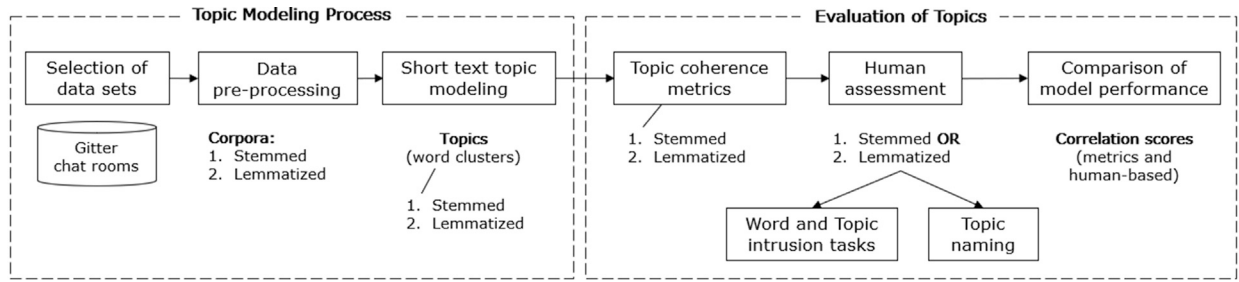 Topic Modeling Process
Selection of
data sets
Data
pre-processing
Short text topic
modeling
Gitter
chat rooms
Corpora:
1. Stemmed
2. Lemmatized
Topics
(word clusters)
1. Stemmed
2. Lemmatized
Evaluation of Topics
Topic coherence
metrics
Human
assessment
Comparison of
model performance
1. Stemmed
2. Lemmatized
1. Stemmed OR
2. Lemmatized
Correlation scores
(metrics and
human-based)
Word and Topic
intrusion tasks
Topic
naming